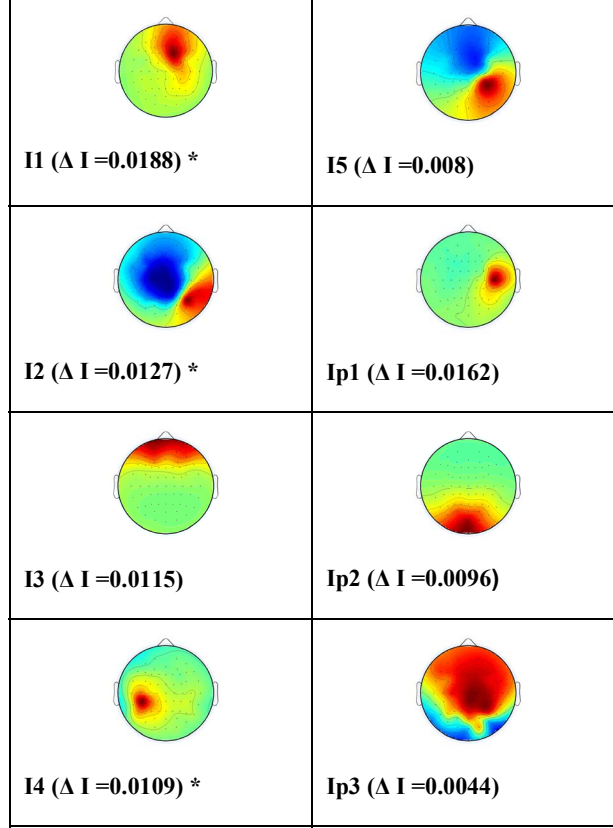 I1 (Δ I =0.0188) *
I5 (Δ I =0.008)
I2 (Δ I =0.0127) *
Ip1 (Δ I =0.0162)
I3 (Δ I =0.0115)
Ip2 (Δ I =0.0096)
I4 (Δ I =0.0109) *
Ip3 (Δ I =0.0044)